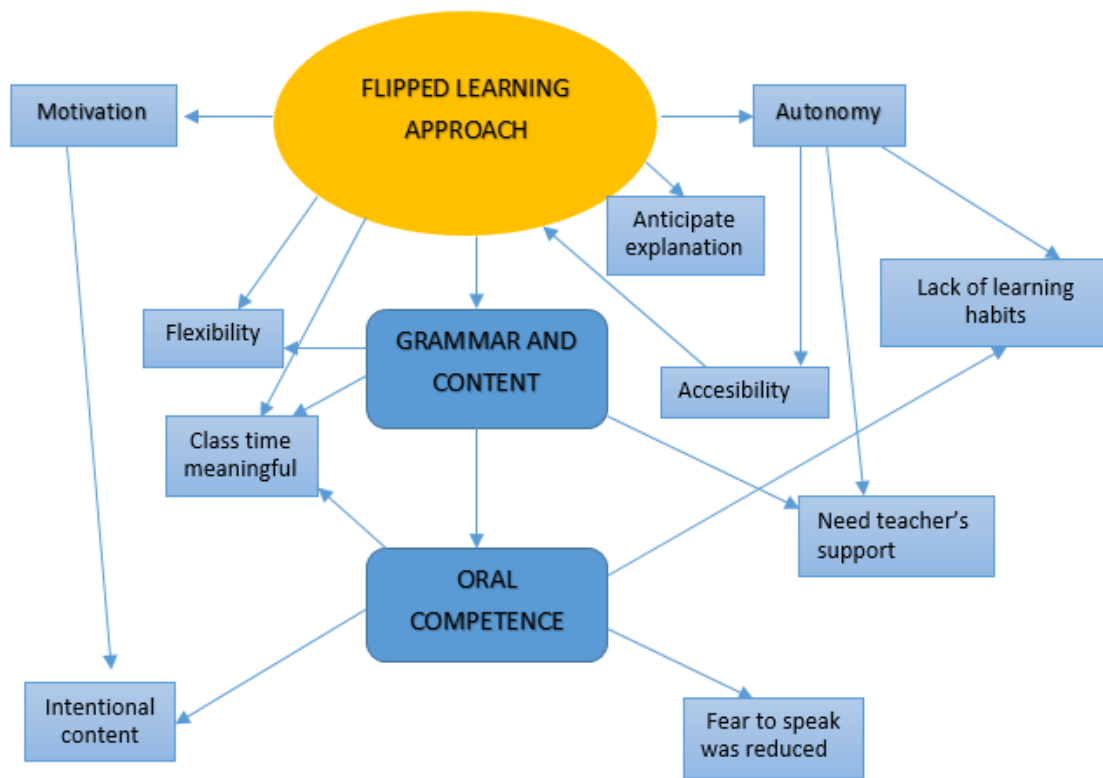 FLIPPED LEARNING
APPROACH
Motivation
Autonomy
Anticipate
explanation
Lack of learning
habits
Flexibility
GRAMMAR AND
CONTENT
Accesibility
Class time
meaningful
Need teacher’s
support
ORAL
COMPETENCE
Intentional
content
Fear to speak
was reduced